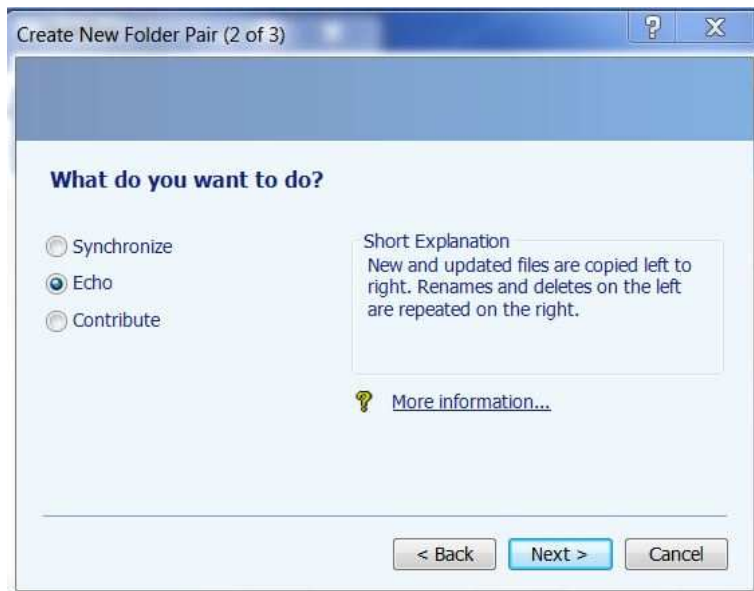 Create New Folder Pair (2 of 3)
What do you want to do?
Synchronize
Echo
Contribute
Short Explanation
New and updated files are copied left to
right. Renames and deletes on the left
are repeated on the right.
More information...
< Back
Next >
Cancel